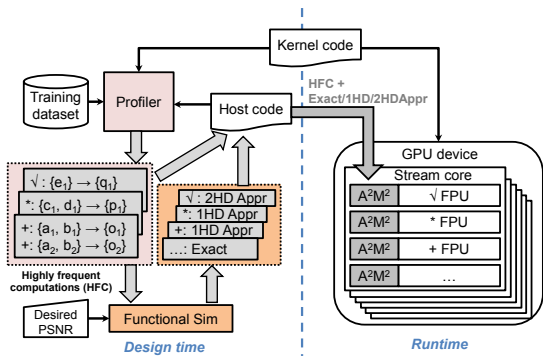 Kernel code
HFC +
Exact/1HD/2HDAppr
Training
dataset
Profiler
Host code
GPU device
Stream core
A²M² √ FPU
A²M² * FPU
A²M² + FPU
A²M² ...
√: {e₁} → {q₁}
*: {c₁, d₁} → {p₁}
+: {a₁, b₁} → {o₁}
+: {a₂, b₂} → {o₂}
√: 2HD Appr
*: 1HD Appr
+: 1HD Appr
...: Exact
Highly frequent
computations (HFC)
Desired
PSNR
Functional Sim
Design time
Runtime